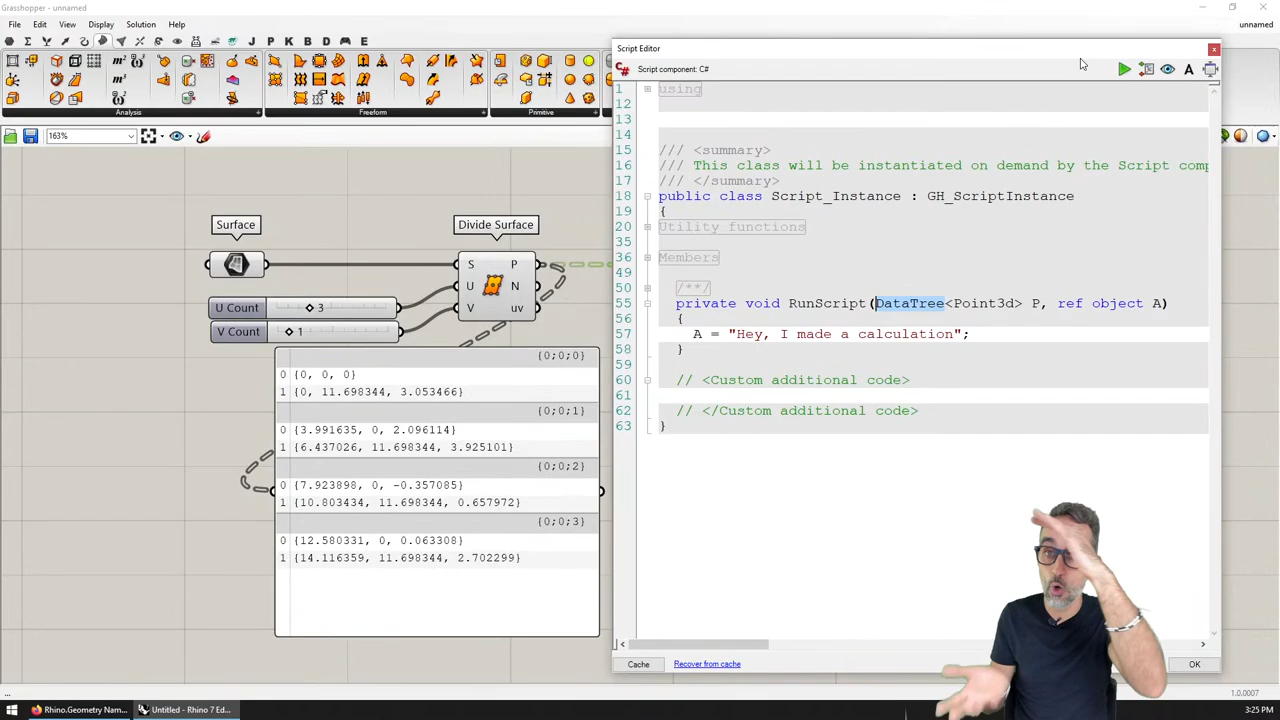 Grasshopper - unnamed
File Edit View Display Solution Help
unnamed
J P K B D E
Analysis
Freeform
Primitive
163%
Surface
Divide Surface
S P
U N
V uv
U Count 3
V Count 1
{0;0;0}
0 {0, 0, 0}
1 {0, 11.698344, 3.053466}
{0;0;1}
0 {3.991635, 0, 2.096114}
1 {6.437026, 11.698344, 3.925101}
{0;0;2}
0 {7.923898, 0, -0.357085}
1 {10.803434, 11.698344, 0.657972}
{0;0;3}
0 {12.580331, 0, 0.063308}
1 {14.116359, 11.698344, 2.702299}
Script Editor
Script component: C#
1 using
12
13
14
15 /// <summary>
16 /// This class will be instantiated on demand by the Script comp
17 /// </summary>
18 public class Script_Instance : GH_ScriptInstance
19 {
20 Utility functions
35
36 Members
49
50 /**/
55 private void RunScript(DataTree<Point3d> P, ref object A)
56 {
57 A = "Hey, I made a calculation";
58 }
59
60 // <Custom additional code>
61
62 // </Custom additional code>
63 }
Cache
Recover from cache
OK
...
1.0.0007
Rhino.Geometry Nam...
Untitled - Rhino 7 Ed...
3:25 PM